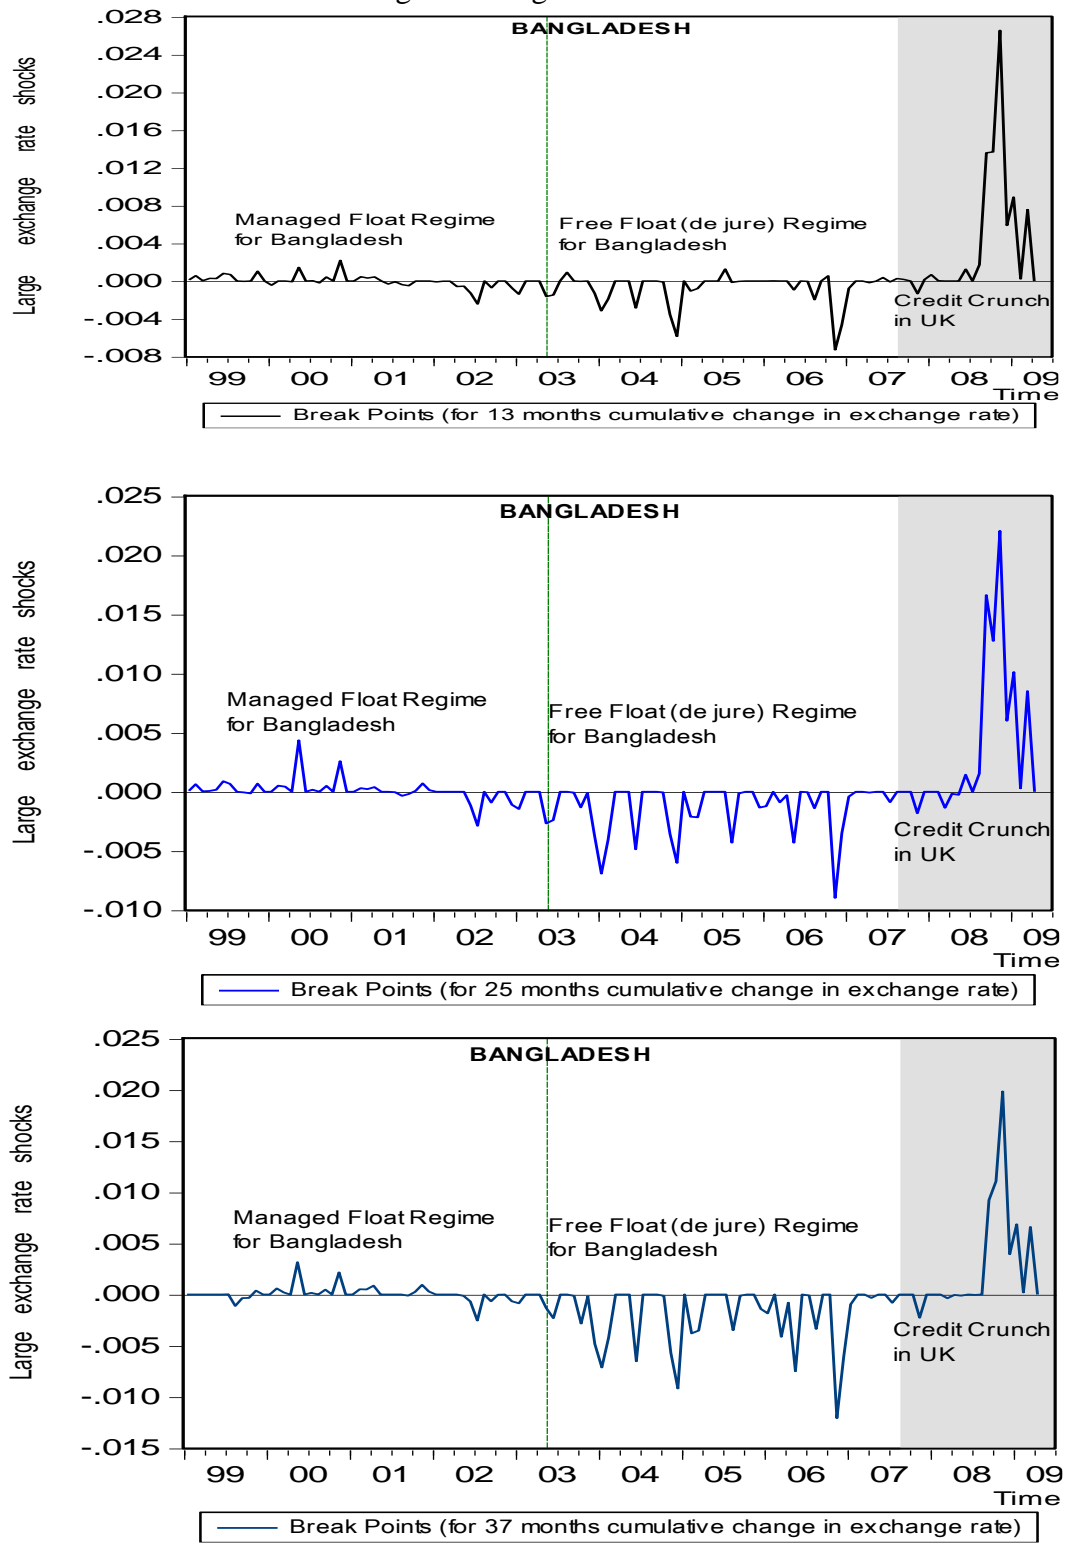 BANGLADESH
Large exchange rate shocks
.028
.024
.020
.016
.012
.008
.004
.000
-.004
-.008
Managed Float Regime
for Bangladesh
Free Float (de jure) Regime
for Bangladesh
Credit Crunch
in UK
99 00 01 02 03 04 05 06 07 08 09
Time
Break Points (for 13 months cumulative change in exchange rate)
BANGLADESH
Large exchange rate shocks
.025
.020
.015
.010
.005
.000
-.005
-.010
Managed Float Regime
for Bangladesh
Free Float (de jure) Regime
for Bangladesh
Credit Crunch
in UK
99 00 01 02 03 04 05 06 07 08 09
Time
Break Points (for 25 months cumulative change in exchange rate)
BANGLADESH
Large exchange rate shocks
.025
.020
.015
.010
.005
.000
-.005
-.010
-.015
Managed Float Regime
for Bangladesh
Free Float (de jure) Regime
for Bangladesh
Credit Crunch
in UK
99 00 01 02 03 04 05 06 07 08 09
Time
Break Points (for 37 months cumulative change in exchange rate)